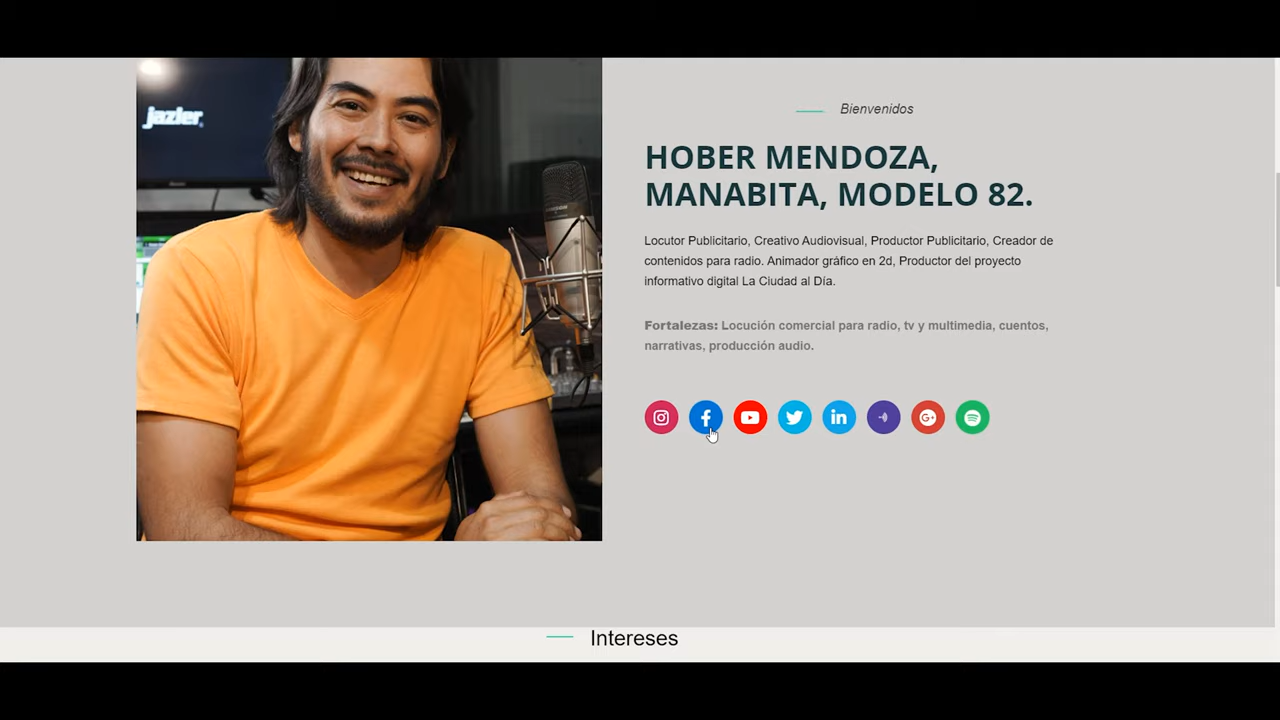 jazler
Bienvenidos
HOBER MENDOZA,
MANABITA, MODELO 82.
Locutor Publicitario, Creativo Audiovisual, Productor Publicitario, Creador de
contenidos para radio. Animador gráfico en 2d, Productor del proyecto
informativo digital La Ciudad al Día.
Fortalezas: Locución comercial para radio, tv y multimedia, cuentos,
narrativas, producción audio.
Intereses